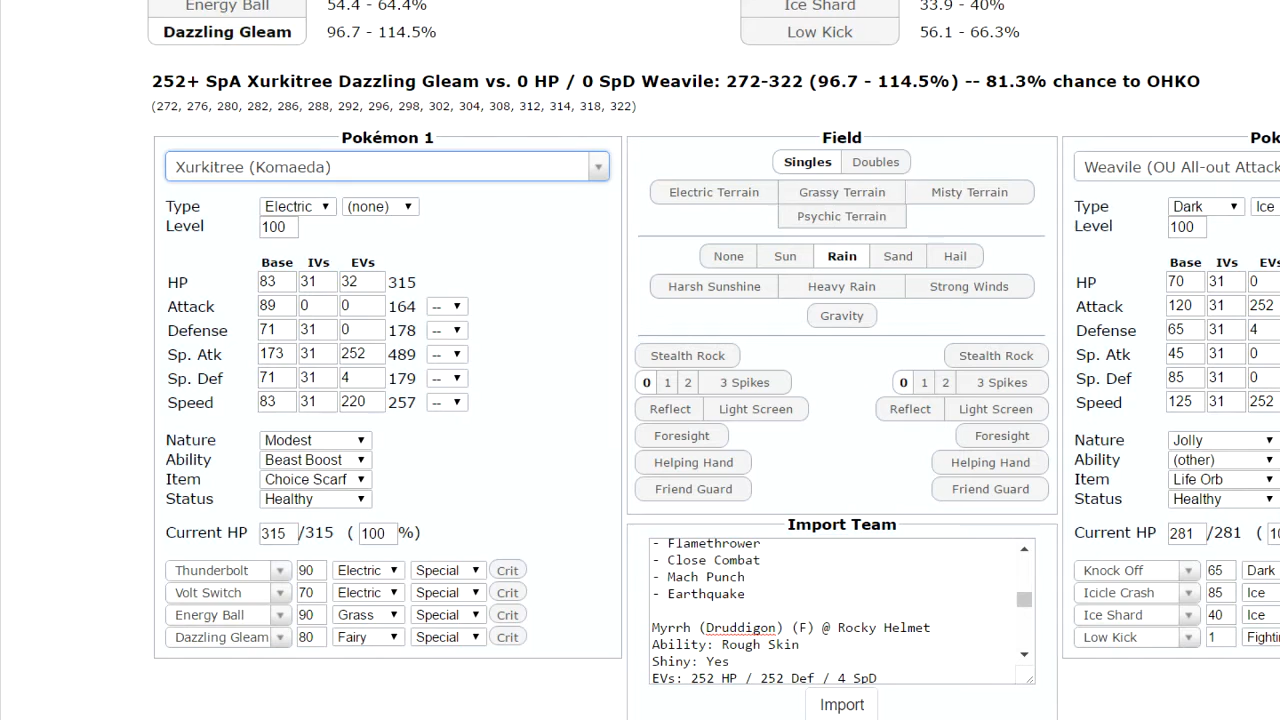 Energy Ball 54.4 - 64.4% Ice Shard 33.9 - 40%
Dazzling Gleam 96.7 - 114.5% Low Kick 56.1 - 66.3%
252+ SpA Xurkitree Dazzling Gleam vs. 0 HP / 0 SpD Weavile: 272-322 (96.7 - 114.5%) -- 81.3% chance to OHKO
(272, 276, 280, 282, 286, 288, 292, 296, 298, 302, 304, 308, 312, 314, 318, 322)
Pokémon 1
Xurkitree (Komaeda)
Type Electric (none)
Level 100
Base IVs EVs
HP 83 31 32 315
Attack 89 0 0 164 --
Defense 71 31 0 178 --
Sp. Atk 173 31 252 489 --
Sp. Def 71 31 4 179 --
Speed 83 31 220 257 --
Nature Modest
Ability Beast Boost
Item Choice Scarf
Status Healthy
Current HP 315/315 ( 100 %)
Thunderbolt 90 Electric Special Crit
Volt Switch 70 Electric Special Crit
Energy Ball 90 Grass Special Crit
Dazzling Gleam 80 Fairy Special Crit
Field
Singles Doubles
Electric Terrain Grassy Terrain Misty Terrain
Psychic Terrain
None Sun Rain Sand Hail
Harsh Sunshine Heavy Rain Strong Winds
Gravity
Stealth Rock Stealth Rock
0 1 2 3 Spikes 0 1 2 3 Spikes
Reflect Light Screen Reflect Light Screen
Foresight Foresight
Helping Hand Helping Hand
Friend Guard Friend Guard
Import Team
- Flamethrower
- Close Combat
- Mach Punch
- Earthquake
Myrrh (Druddigon) (F) @ Rocky Helmet
Ability: Rough Skin
Shiny: Yes
EVs: 252 HP / 252 Def / 4 SpD
Import
Pok
Weavile (OU All-out Attack
Type Dark Ice
Level 100
Base IVs EVs
HP 70 31 0
Attack 120 31 252
Defense 65 31 4
Sp. Atk 45 31 0
Sp. Def 85 31 0
Speed 125 31 252
Nature Jolly
Ability (other)
Item Life Orb
Status Healthy
Current HP 281/281 ( 10
Knock Off 65 Dark
Icicle Crash 85 Ice
Ice Shard 40 Ice
Low Kick 1 Fightin